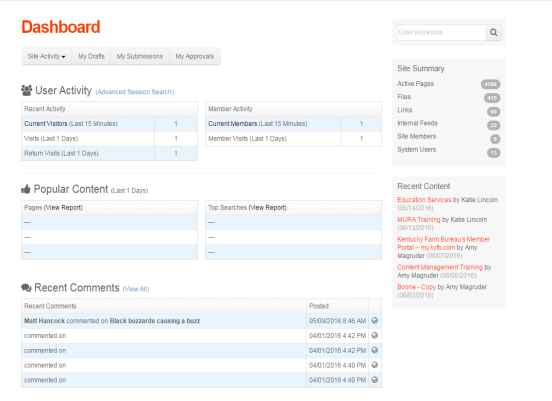 Dashboard
Enter Keywords
Site Activity
My Drafts
My Submissions
My Approvals
User Activity (Advanced Session Search)
Recent Activity
Current Visitors (Last 15 Minutes) 1
Visits (Last 1 Days) 1
Return Visits (Last 1 Days) 1
Member Activity
Current Members (Last 15 Minutes) 1
Member Visits (Last 1 Days) 1
Popular Content (Last 1 Days)
Pages (View Report)
—
—
—
Top Searches (View Report)
—
—
—
Recent Comments (View All)
Recent Comments Posted
Matt Hancock commented on Black buzzards causing a buzz 05/09/2016 8:46 AM
commented on 04/01/2016 4:42 PM
commented on 04/01/2016 4:42 PM
commented on 04/01/2016 4:40 PM
commented on 04/01/2016 4:40 PM
Site Summary
Active Pages
Files
Links
Internal Feeds
Site Members
System Users
Recent Content
Education Services by Katie Lincoln
(06/14/2016)
MURA Training by Katie Lincoln
(06/13/2016)
Kentucky Farm Bureau's Member
Portal – my.kyfb.com by Amy
Magruder (06/07/2016)
Content Management Training by
Amy Magruder (06/06/2016)
Boone - Copy by Amy Magruder
(06/02/2016)